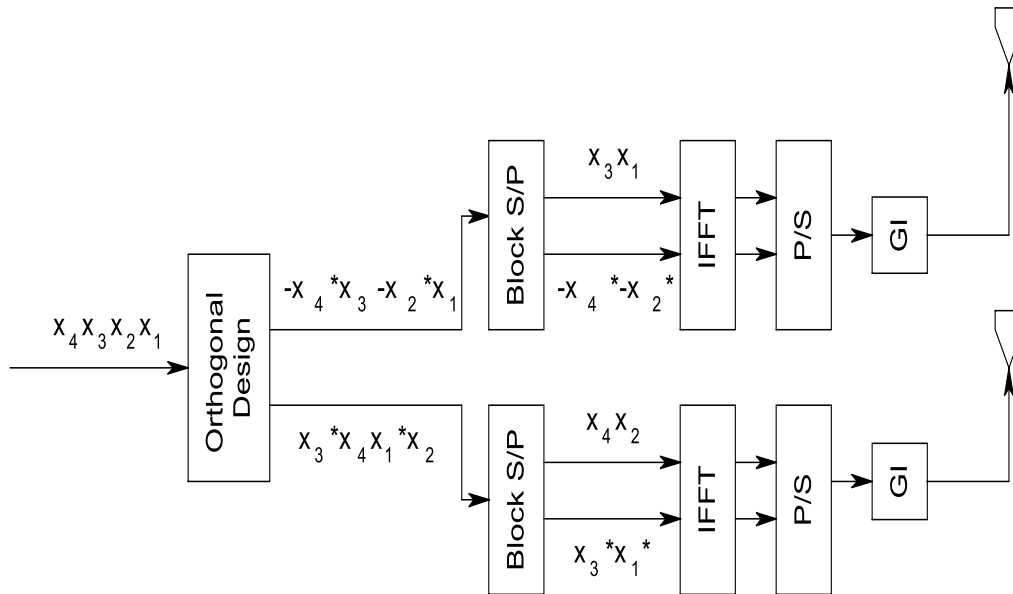 x₄x₃x₂x₁
Orthogonal
Design
-x₄*x₃ -x₂*x₁
x₃*x₄x₁*x₂
Block S/P
x₃x₁
-x₄*-x₂*
IFFT
P/S
GI
Block S/P
x₄x₂
x₃*x₁*
IFFT
P/S
GI